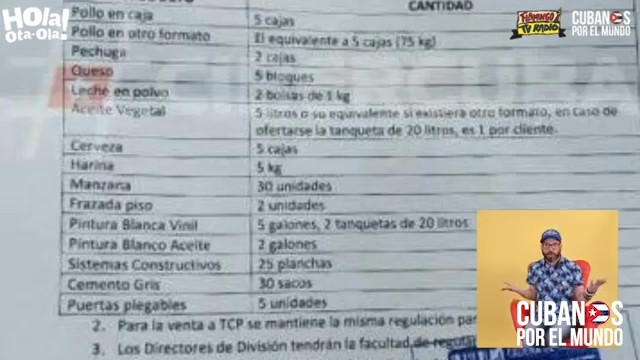 Hola!
Ota-Ola!
FLAMINGO
TV RADIO
CUBANOS
POR EL MUNDO
CANTIDAD
Pollo en caja 5 cajas
Pollo en otro formato El equivalente a 5 cajas (75 kg)
Pechuga 2 cajas
Queso 5 bloques
Leche en polvo 2 bolsas de 1 kg
Aceite Vegetal 5 litros o su equivalente si existiera otro formato, en caso de
ofertarse la tanqueta de 20 litros, es 1 por cliente.
Cerveza 5 cajas
Harina 5 kg
Manzana 30 unidades
Frazada piso 2 unidades
Pintura Blanca Vinil 5 galones, 2 tanquetas de 20 litros
Pintura Blanco Aceite 2 galones
Sistemas Constructivos 25 planchas
Cemento Gris 30 sacos
Puertas plegables 5 unidades
2. Para la venta a TCP se mantiene la misma regulación
3. Los Directores de División tendrán la facultad de
CUBANOS
POR EL MUNDO